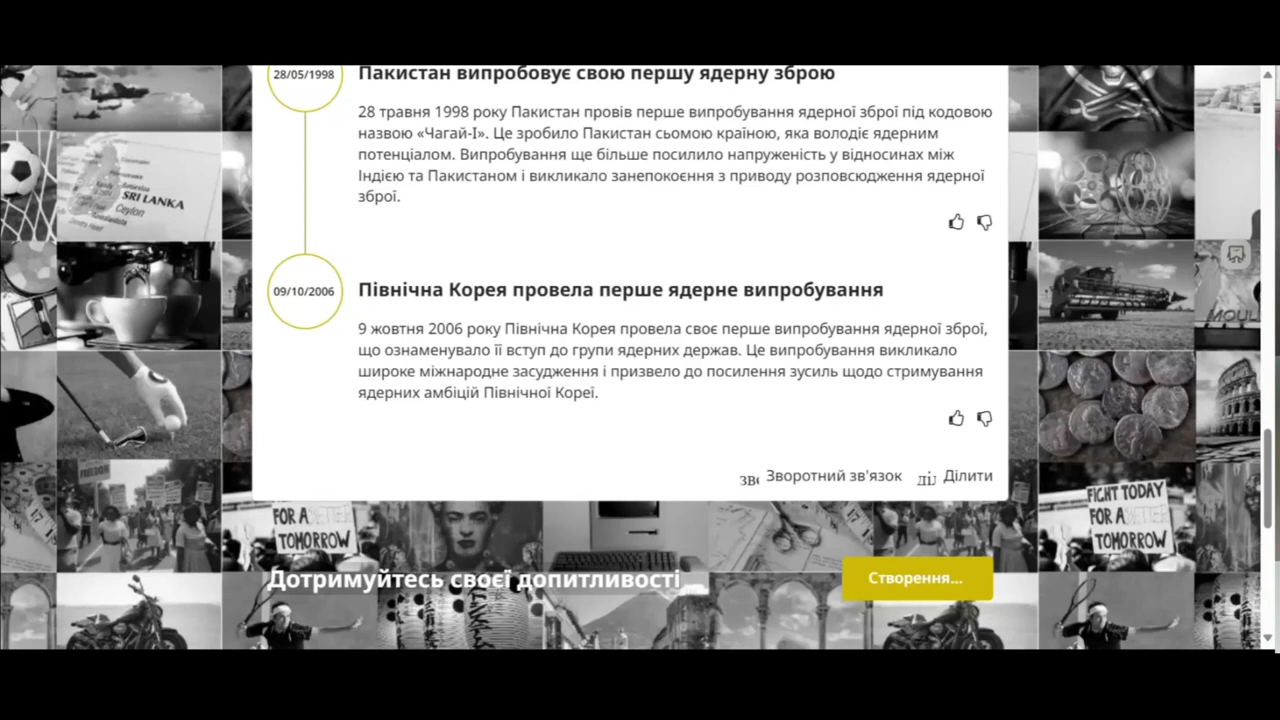 28/05/1998
Пакистан випробовує свою першу ядерну зброю
28 травня 1998 року Пакистан провів перше випробування ядерної зброї під кодовою
назвою «Чагай-I». Це зробило Пакистан сьомою країною, яка володіє ядерним
потенціалом. Випробування ще більше посилило напруженість у відносинах між
Індією та Пакистаном і викликало занепокоєння з приводу розповсюдження ядерної
зброї.
09/10/2006
Північна Корея провела перше ядерне випробування
9 жовтня 2006 року Північна Корея провела своє перше випробування ядерної зброї,
що ознаменувало її вступ до групи ядерних держав. Це випробування викликало
широке міжнародне засудження і призвело до посилення зусиль щодо стримування
ядерних амбіцій Північної Кореї.
Зворотний зв'язок
Ділити
Дотримуйтесь своєї допитливості
Створення...
SRI LANKA
Ceylon
FREEDOM
FOR A BETTER
TOMORROW
FIGHT TODAY
FOR A BETTER
TOMORROW